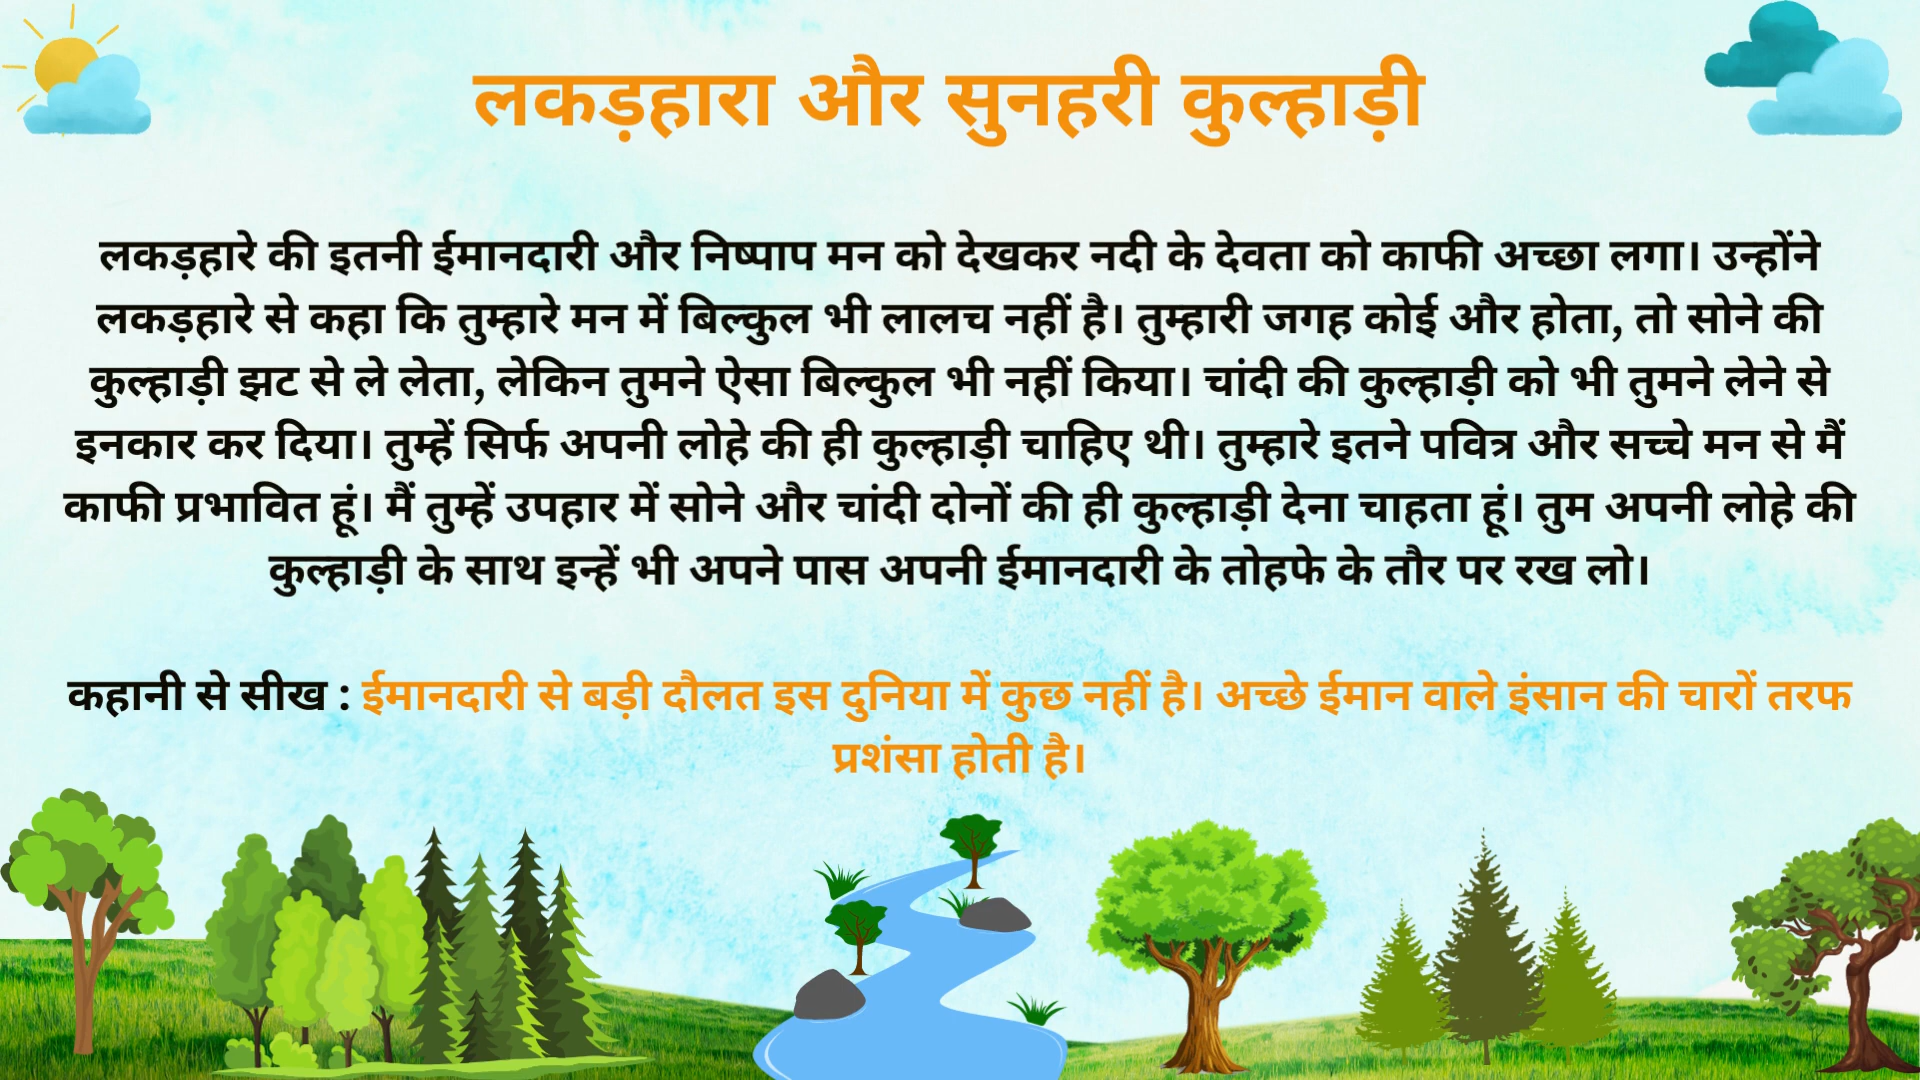 लकड़हारा और सुनहरी कुल्हाड़ी
लकड़हारे की इतनी ईमानदारी और निष्पाप मन को देखकर नदी के देवता को काफी अच्छा लगा। उन्होंने
लकड़हारे से कहा कि तुम्हारे मन में बिल्कुल भी लालच नहीं है। तुम्हारी जगह कोई और होता, तो सोने की
कुल्हाड़ी झट से ले लेता, लेकिन तुमने ऐसा बिल्कुल भी नहीं किया। चांदी की कुल्हाड़ी को भी तुमने लेने से
इनकार कर दिया। तुम्हें सिर्फ अपनी लोहे की ही कुल्हाड़ी चाहिए थी। तुम्हारे इतने पवित्र और सच्चे मन से मैं
काफी प्रभावित हूं। मैं तुम्हें उपहार में सोने और चांदी दोनों की ही कुल्हाड़ी देना चाहता हूं। तुम अपनी लोहे की
कुल्हाड़ी के साथ इन्हें भी अपने पास अपनी ईमानदारी के तोहफे के तौर पर रख लो।
कहानी से सीख : ईमानदारी से बड़ी दौलत इस दुनिया में कुछ नहीं है। अच्छे ईमान वाले इंसान की चारों तरफ
प्रशंसा होती है।